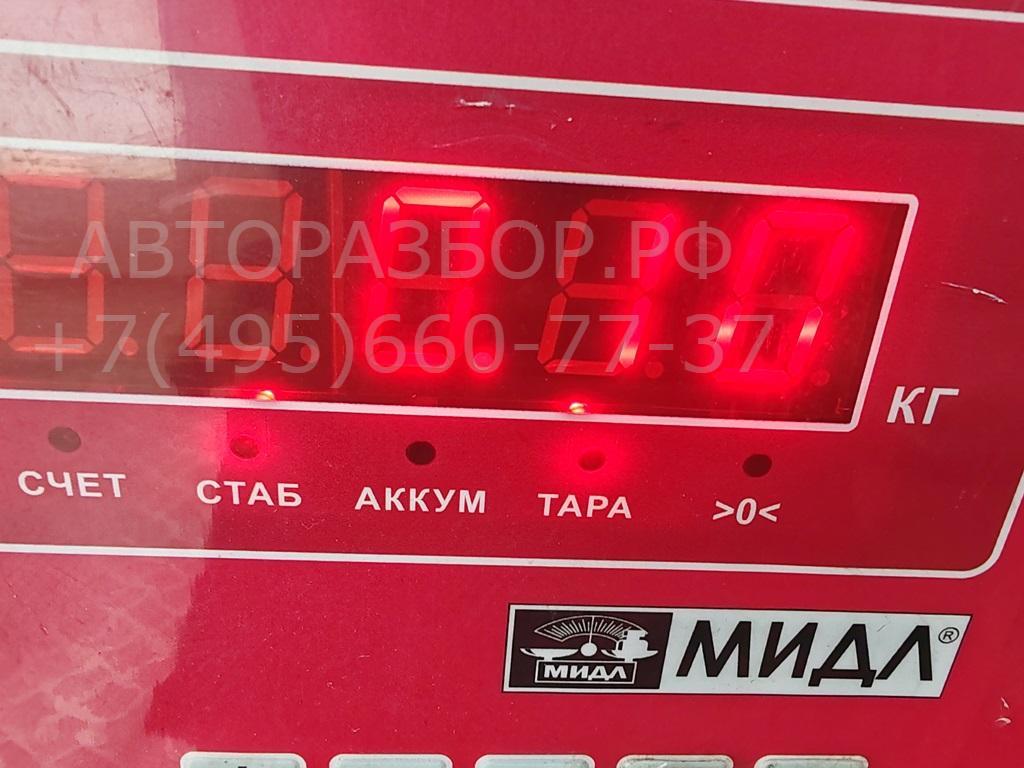 АВТОРАЗБОР.РФ
+7(495)660-77-37
КГ
СЧЕТ СТАБ АККУМ ТАРА >0<
МИДЛ МИДЛ®